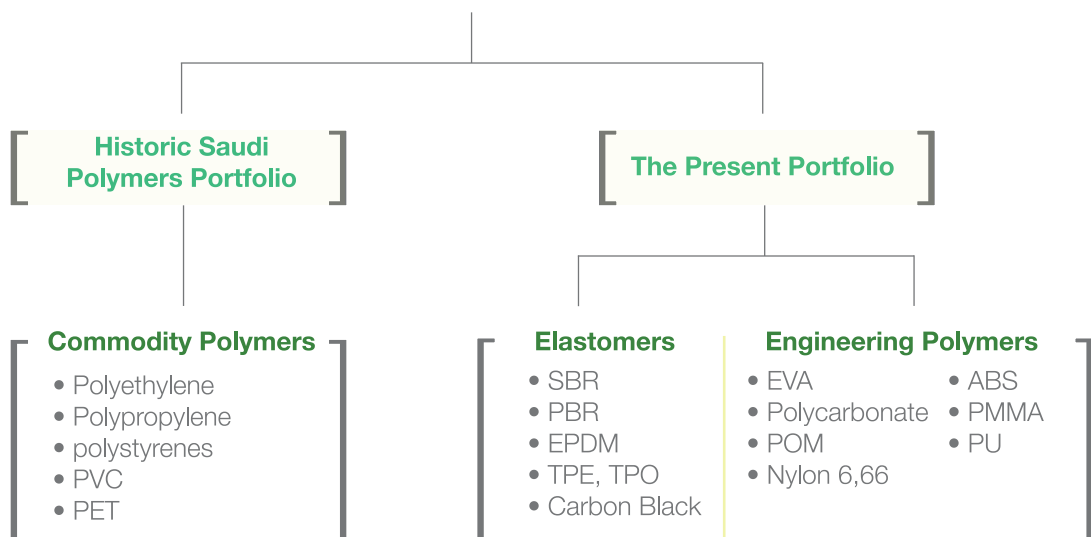 Historic Saudi
Polymers Portfolio
The Present Portfolio
Commodity Polymers
• Polyethylene
• Polypropylene
• polystyrenes
• PVC
• PET
Elastomers
• SBR
• PBR
• EPDM
• TPE, TPO
• Carbon Black
Engineering Polymers
• EVA
• Polycarbonate
• POM
• Nylon 6,66
• ABS
• PMMA
• PU